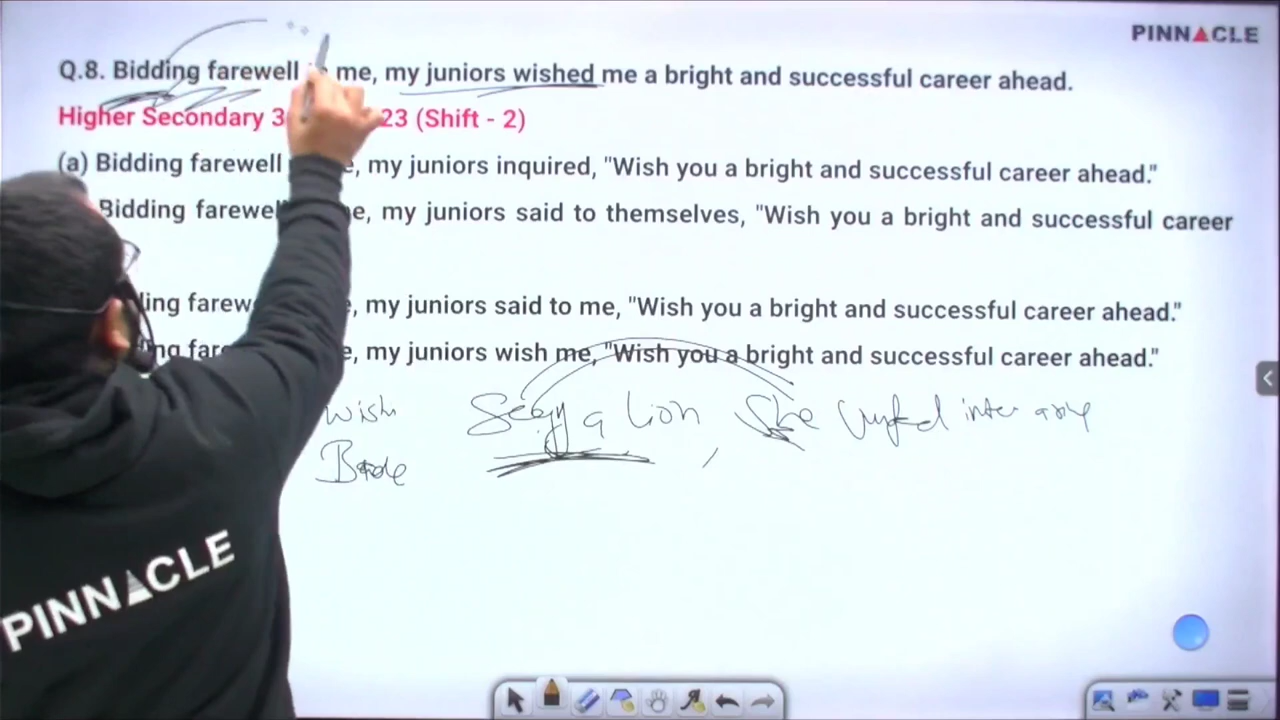 PINNACLE
Q.8. Bidding farewell me, my juniors wished me a bright and successful career ahead.
Higher Secondary 3 23 (Shift - 2)
(a) Bidding farewell e, my juniors inquired, "Wish you a bright and successful career ahead."
Bidding farewel e, my juniors said to themselves, "Wish you a bright and successful career
ding farew , my juniors said to me, "Wish you a bright and successful career ahead."
ng far e, my juniors wish me, "Wish you a bright and successful career ahead."
Wish a lion, She inter
PINNACLE